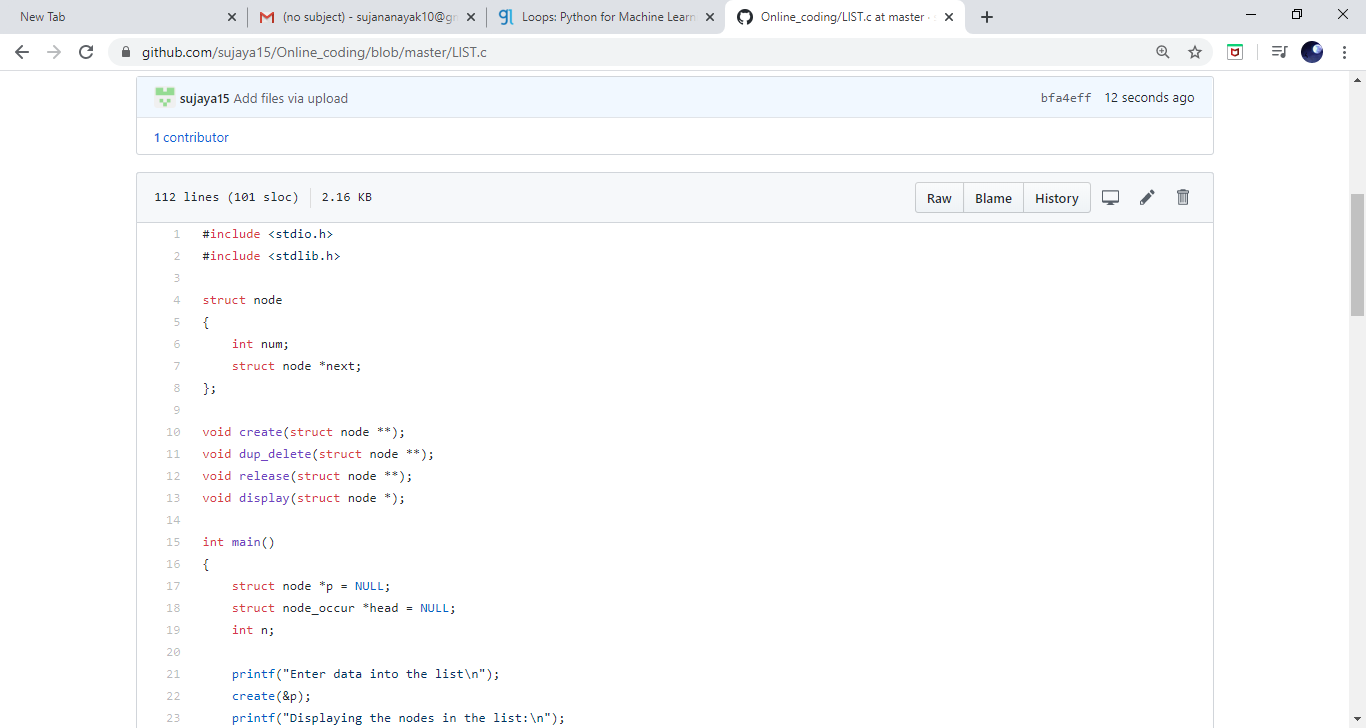 New Tab
(no subject) - sujananayak10@gm
Loops: Python for Machine Learn
Online_coding/LIST.c at master ·
github.com/sujaya15/Online_coding/blob/master/LIST.c
sujaya15 Add files via upload bfa4eff 12 seconds ago
1 contributor
112 lines (101 sloc) 2.16 KB Raw Blame History
1 #include <stdio.h>
2 #include <stdlib.h>
3
4 struct node
5 {
6 int num;
7 struct node *next;
8 };
9
10 void create(struct node **);
11 void dup_delete(struct node **);
12 void release(struct node **);
13 void display(struct node *);
14
15 int main()
16 {
17 struct node *p = NULL;
18 struct node_occur *head = NULL;
19 int n;
20
21 printf("Enter data into the list\n");
22 create(&p);
23 printf("Displaying the nodes in the list:\n");